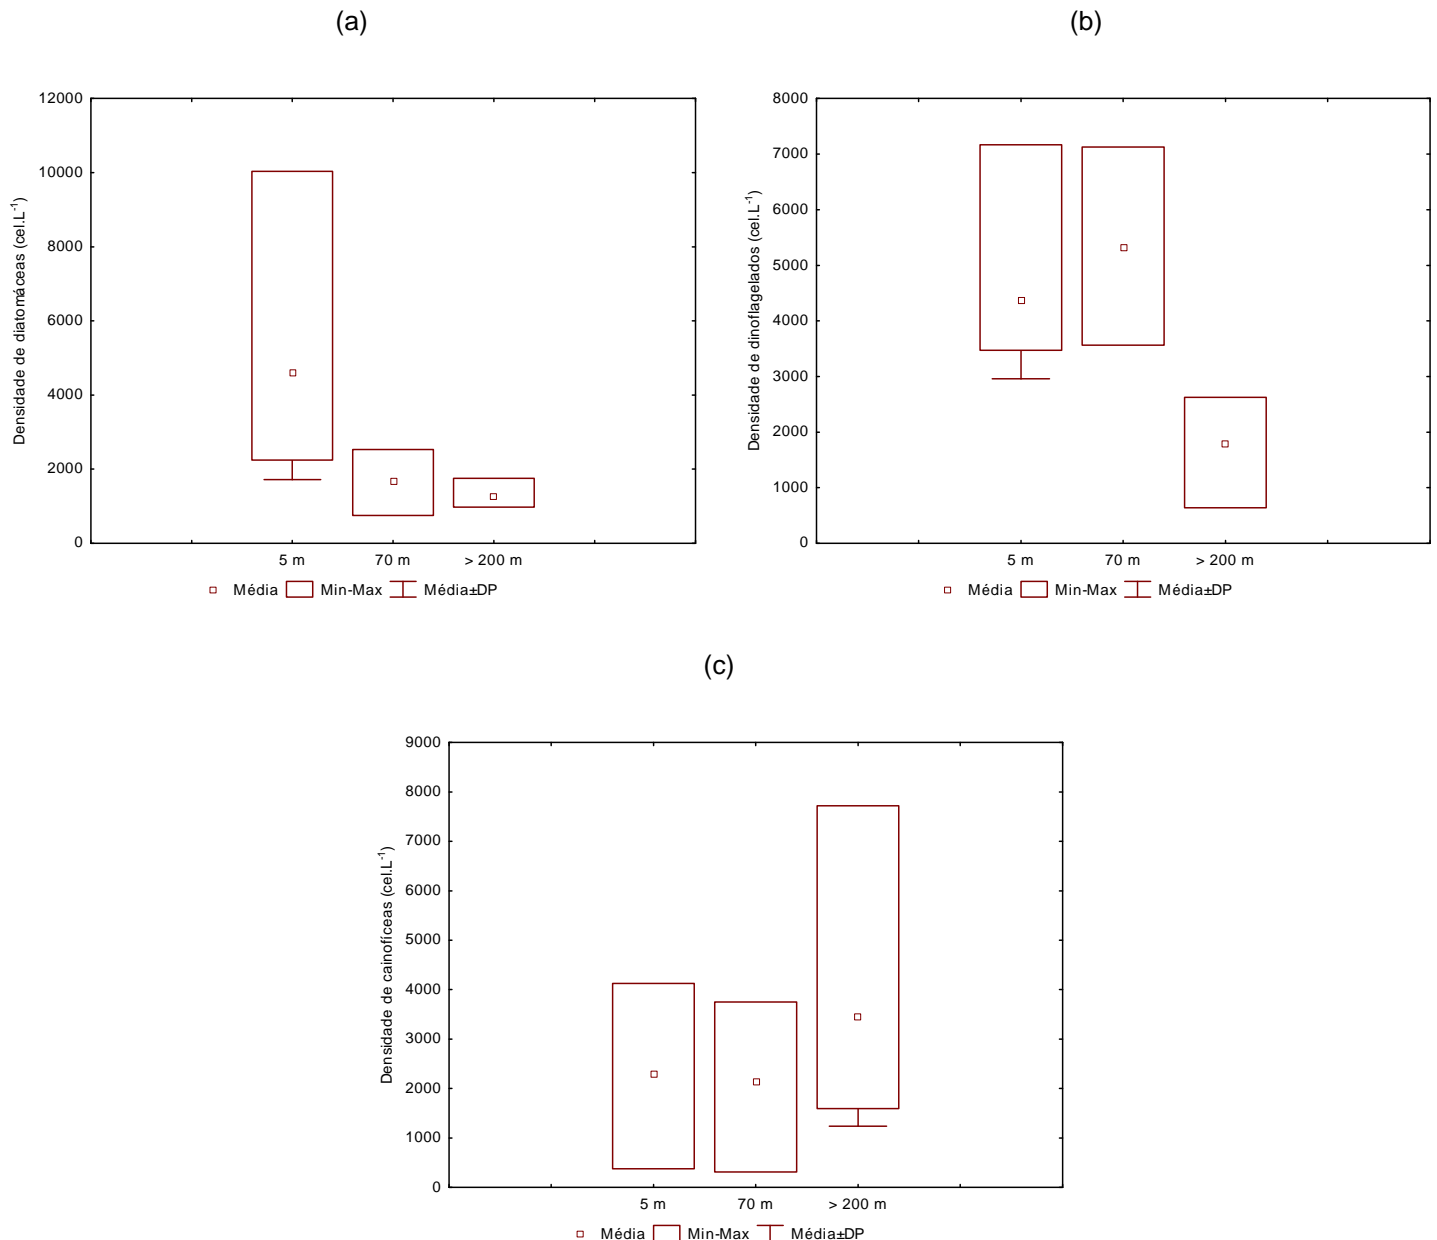 (a)
Densidade de diatomáceas (cel.L⁻¹)
12000
10000
8000
6000
4000
2000
0
5 m 70 m > 200 m
Média Min-Max Média±DP
(b)
Densidade de dinoflagelados (cel.L⁻¹)
8000
7000
6000
5000
4000
3000
2000
1000
0
5 m 70 m > 200 m
Média Min-Max Média±DP
(c)
Densidade de cainofíceas (cel.L⁻¹)
9000
8000
7000
6000
5000
4000
3000
2000
1000
0
5 m 70 m > 200 m
Média Min-Max Média±DP